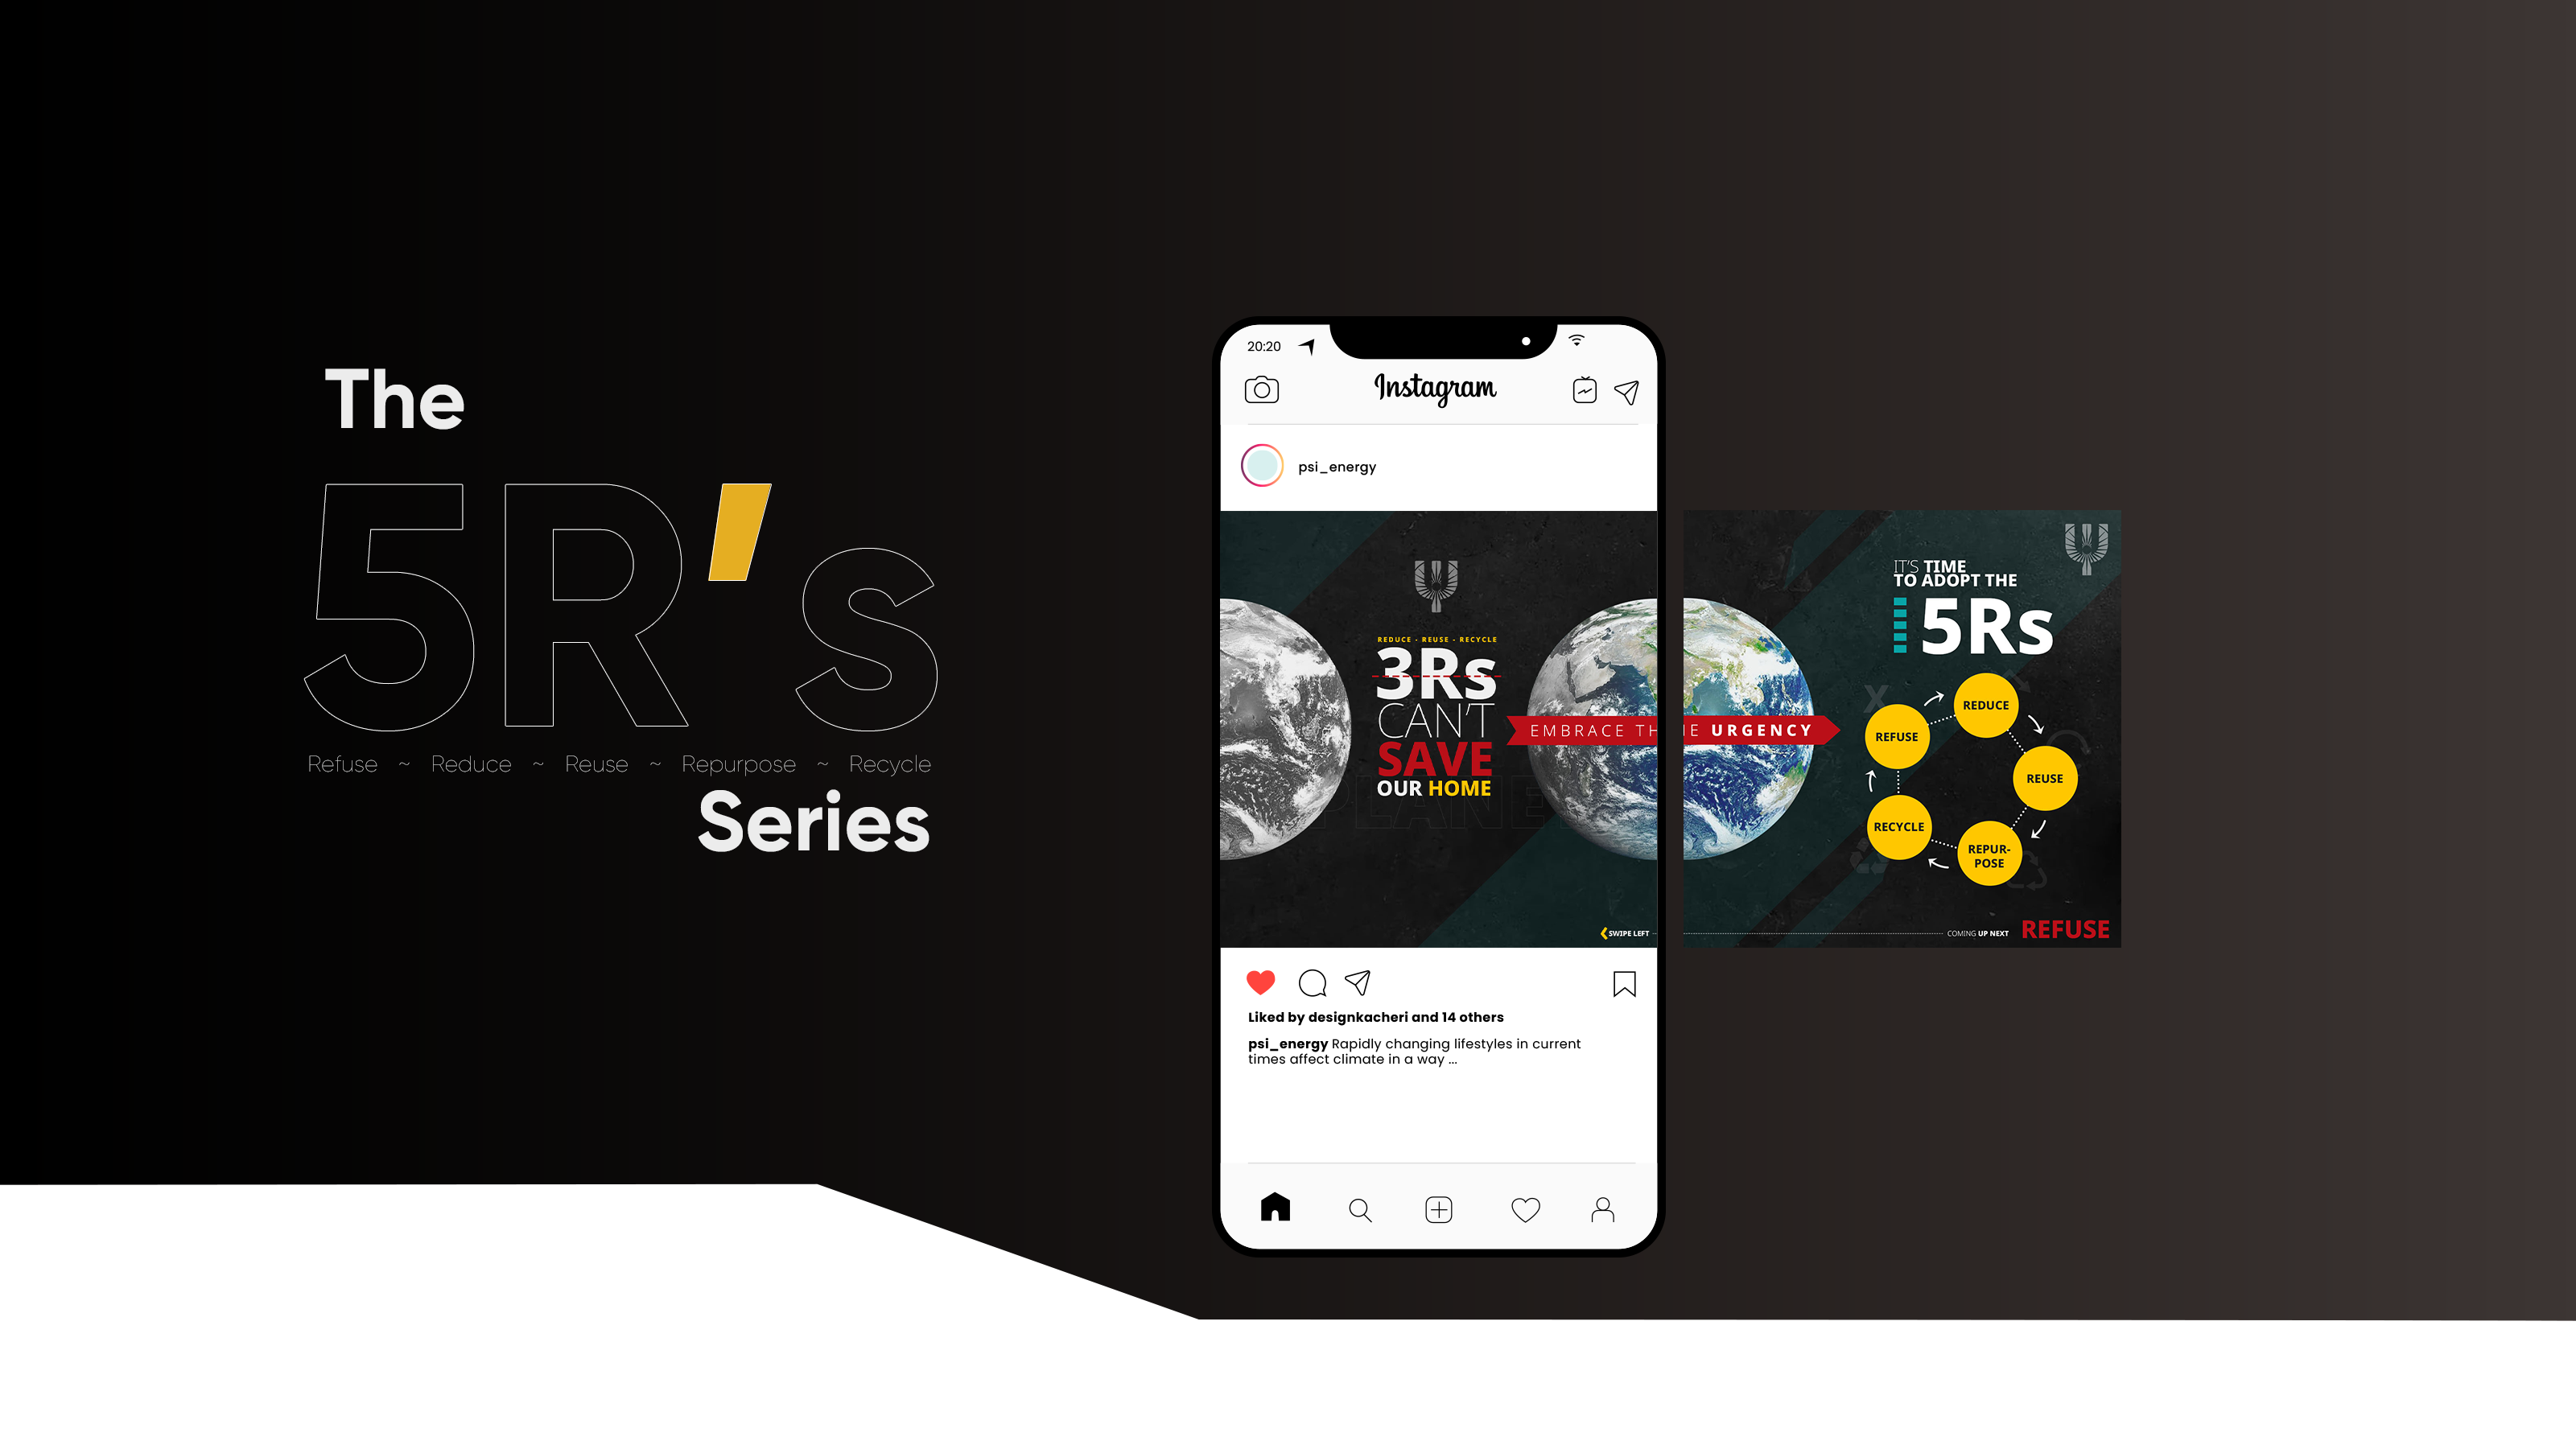 The
5R's
Refuse ~ Reduce ~ Reuse ~ Repurpose ~ Recycle
Series
20:20
Instagram
psi_energy
REDUCE - REUSE - RECYCLE
3Rs
CAN'T
SAVE
OUR HOME
PLANE
EMBRACE TH
SWIPE LEFT
Liked by designkacheri and 14 others
psi_energy Rapidly changing lifestyles in current
times affect climate in a way ...
IT'S TIME
TO ADOPT THE
5Rs
E URGENCY
X
REDUCE
REFUSE
REUSE
RECYCLE
REPUR-
POSE
COMING UP NEXT REFUSE